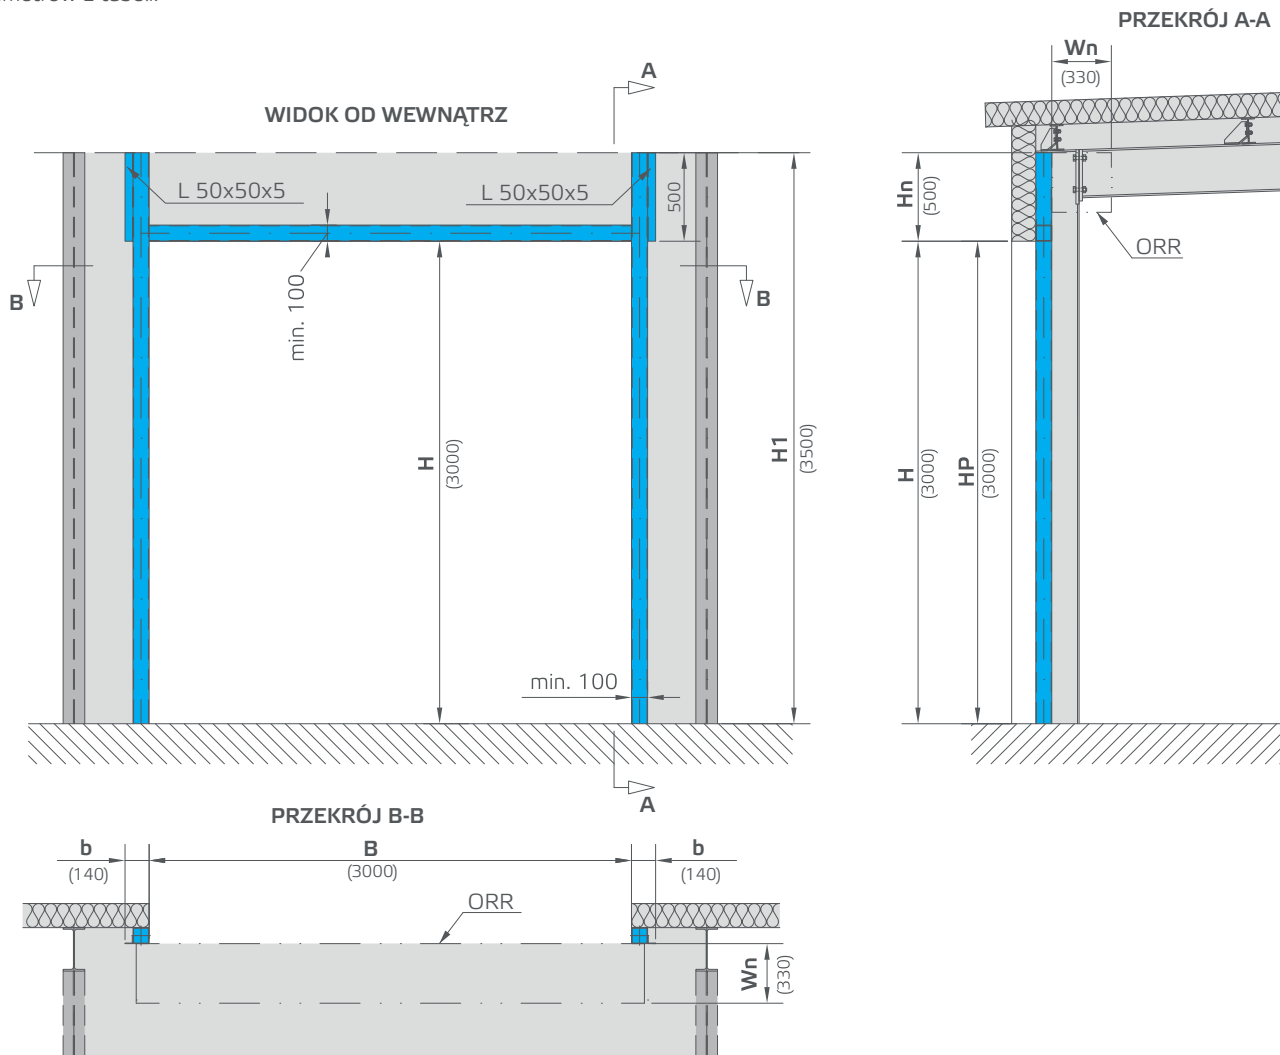 PRZEKRÓJ A-A
Wn
(330)
A
WIDOK OD WEWNĄTRZ
L 50x50x5
L 50x50x5
500
Hn
(500)
ORR
B
B
min. 100
H
(3000)
H1
(3500)
H
(3000)
HP
(3000)
min. 100
A
PRZEKRÓJ B-B
b
(140)
B
(3000)
b
(140)
ORR
Wn
(330)